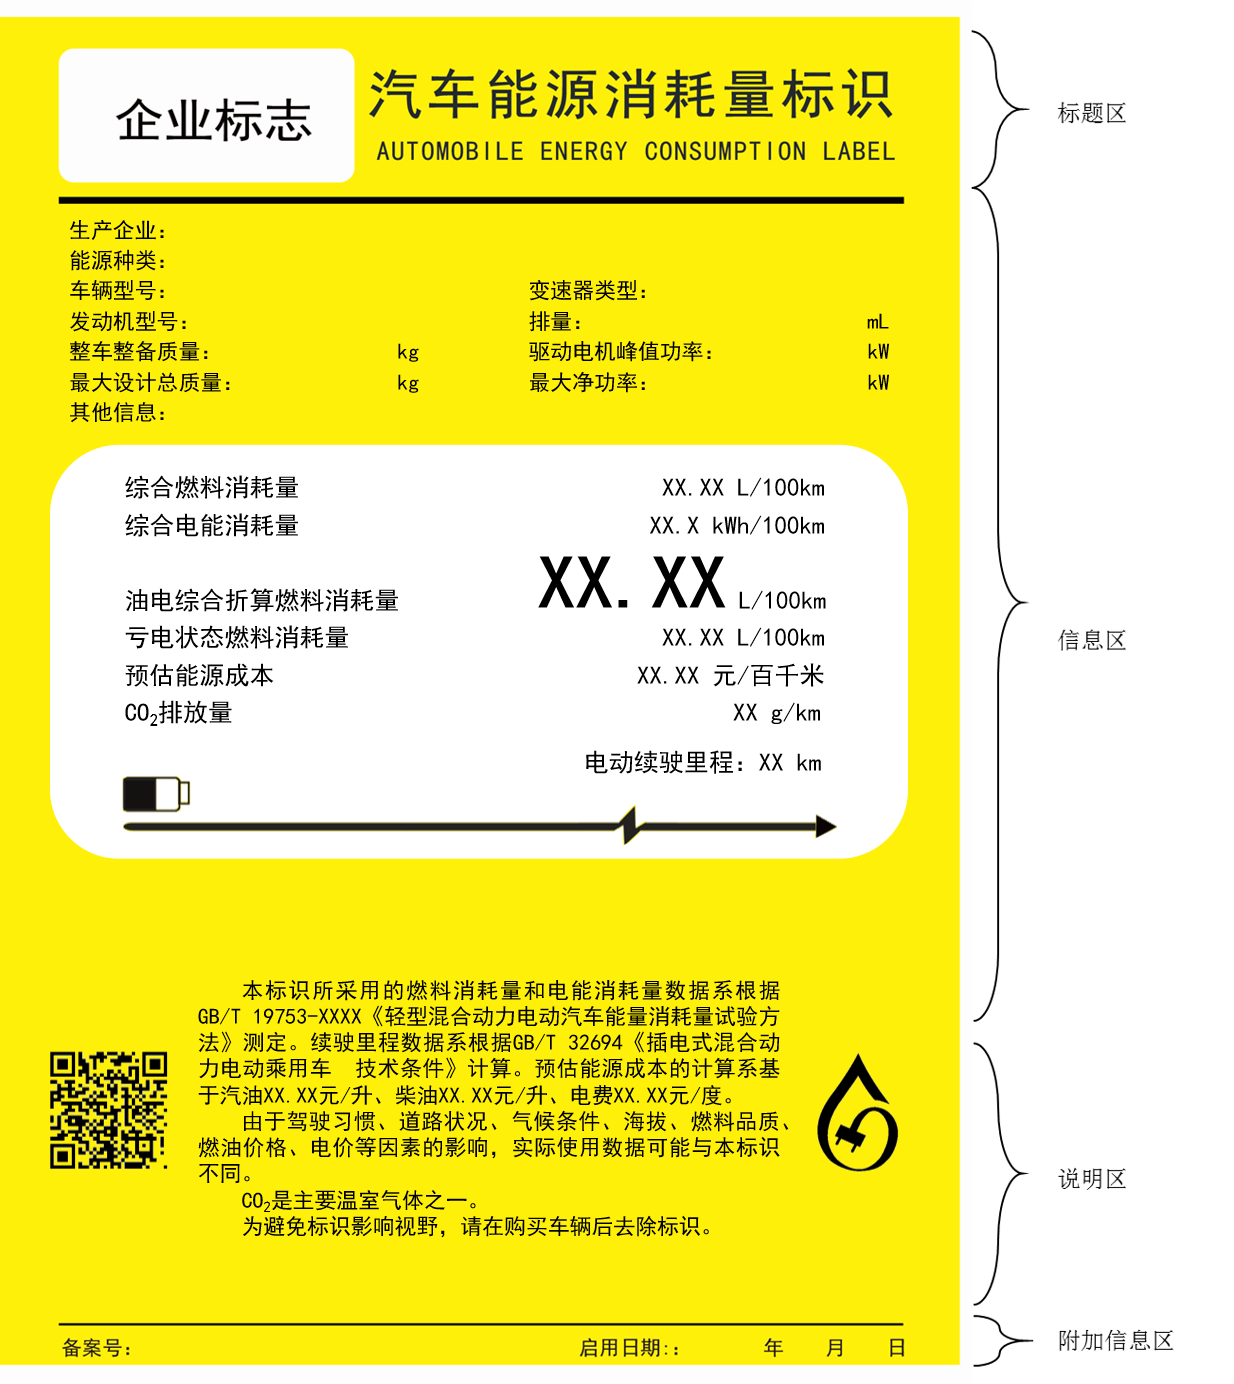 企业标志
汽车能源消耗量标识
AUTOMOBILE ENERGY CONSUMPTION LABEL
标题区
生产企业：
能源种类：
车辆型号： 变速器类型：
发动机型号： 排量： mL
整车整备质量： kg 驱动电机峰值功率： kW
最大设计总质量： kg 最大净功率： kW
其他信息：
综合燃料消耗量 XX.XX L/100km
综合电能消耗量 XX.X kWh/100km
油电综合折算燃料消耗量 XX.XX L/100km
亏电状态燃料消耗量 XX.XX L/100km
预估能源成本 XX.XX 元/百千米
CO₂排放量 XX g/km
电动续驶里程：XX km
信息区
本标识所采用的燃料消耗量和电能消耗量数据系根据
GB/T 19753-XXXX《轻型混合动力电动汽车能量消耗量试验方
法》测定。续驶里程数据系根据GB/T 32694《插电式混合动
力电动乘用车 技术条件》计算。预估能源成本的计算系基
于汽油XX.XX元/升、柴油XX.XX元/升、电费XX.XX元/度。
由于驾驶习惯、道路状况、气候条件、海拔、燃料品质、
燃油价格、电价等因素的影响，实际使用数据可能与本标识
不同。
CO₂是主要温室气体之一。
为避免标识影响视野，请在购买车辆后去除标识。
说明区
备案号： 启用日期:： 年 月 日
附加信息区